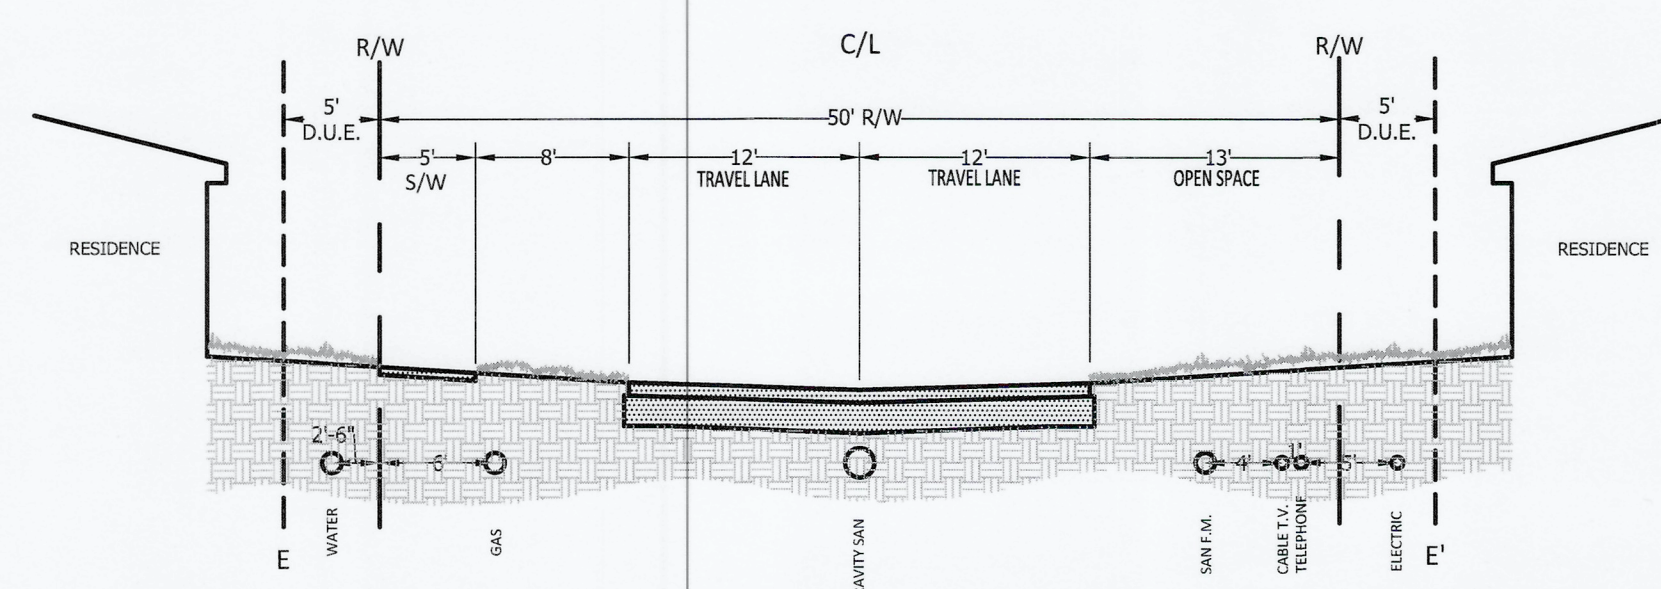 R/W
C/L
R/W
5'
D.U.E.
50' R/W
5'
D.U.E.
5'
S/W
8'
12'
TRAVEL LANE
12'
TRAVEL LANE
13'
OPEN SPACE
RESIDENCE
RESIDENCE
2'-6"
6'
4'
1'
5'
WATER
GAS
AVITY SAN
SAN F.M.
CABLE T.V.
TELEPHONE
ELECTRIC
E
E'